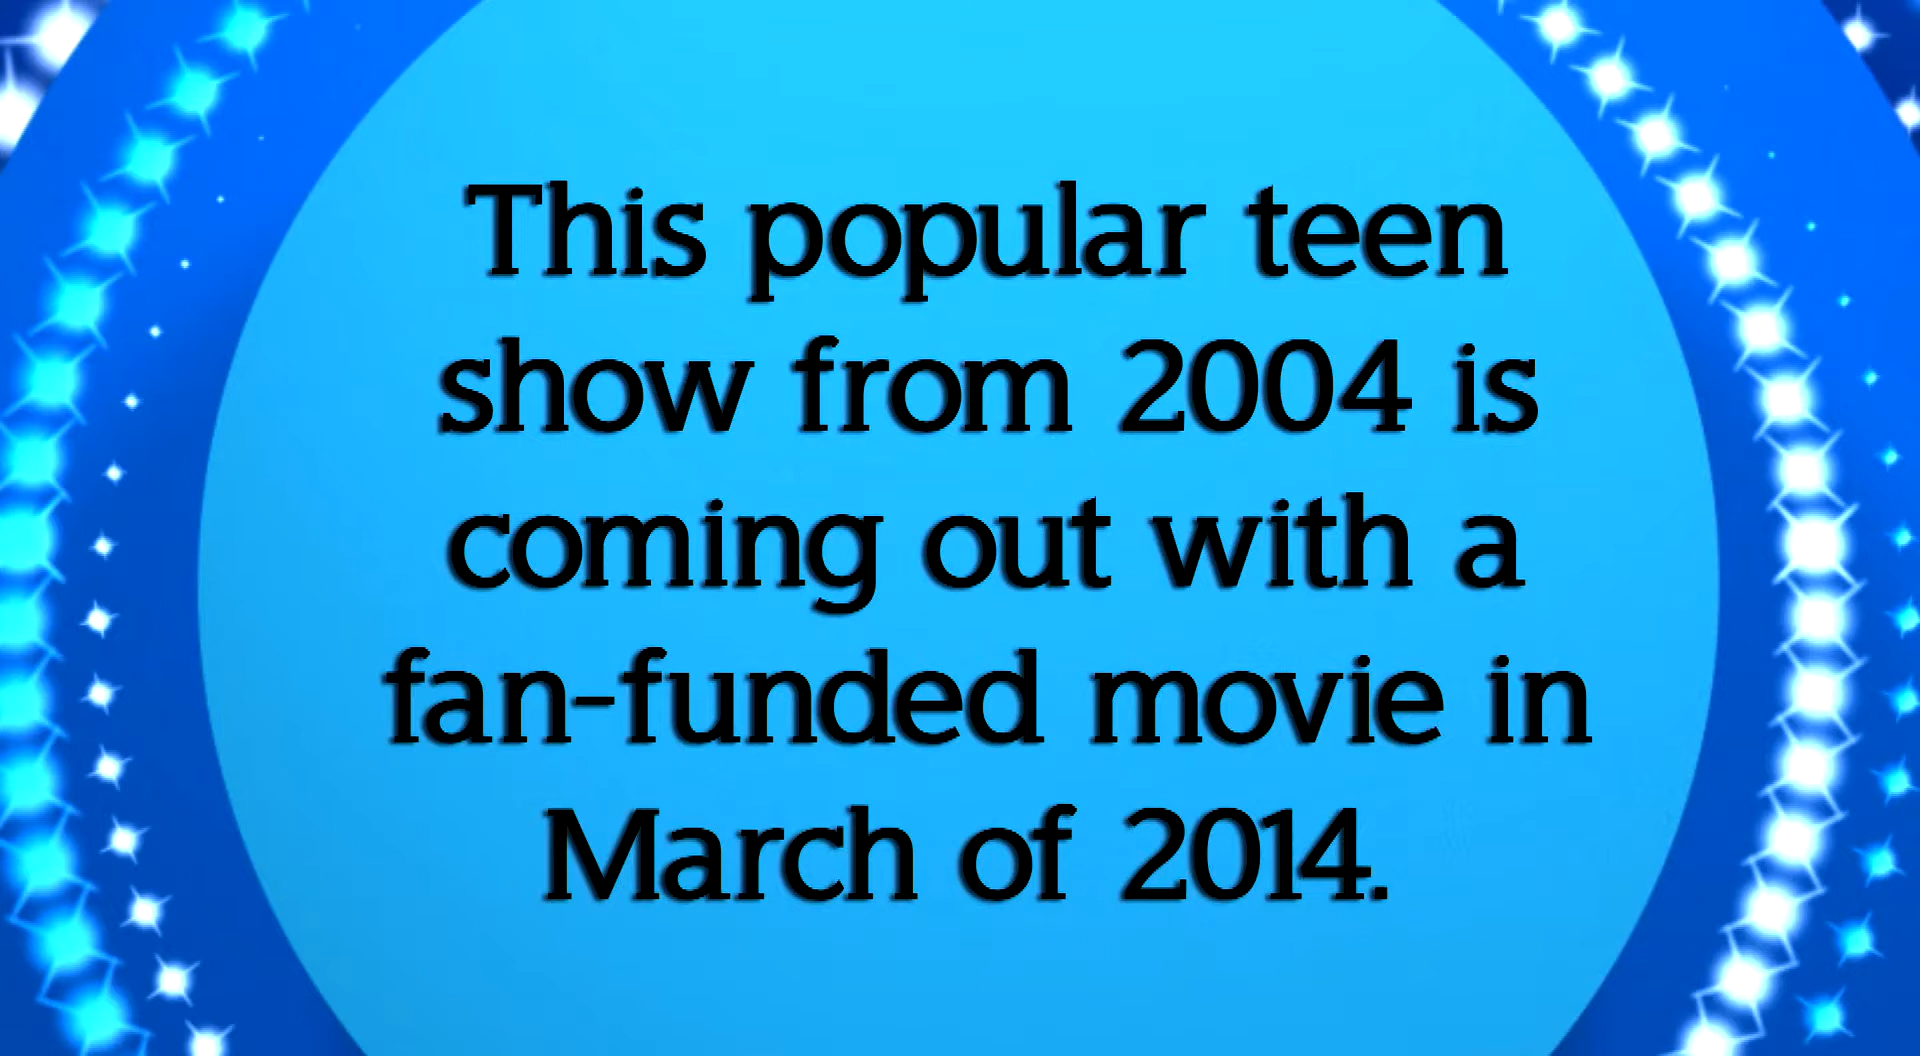 This popular teen
show from 2004 is
coming out with a
fan-funded movie in
March of 2014.